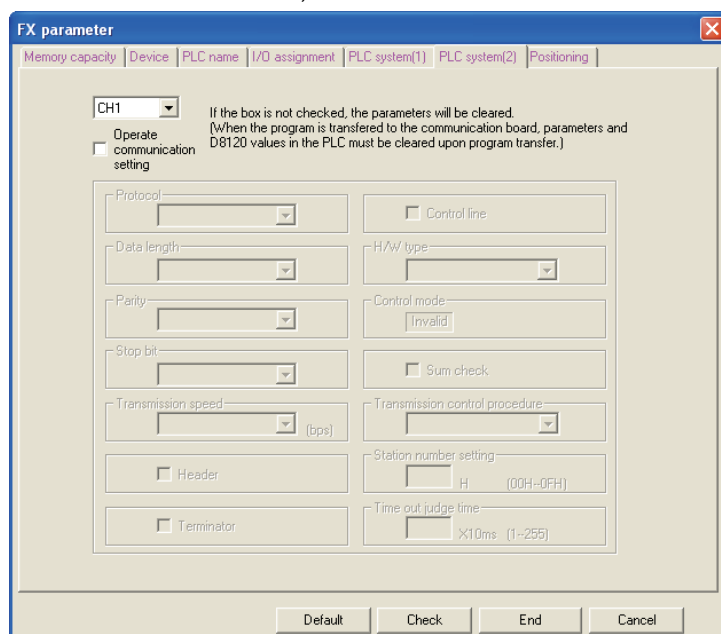 FX parameter
Memory capacity Device PLC name I/O assignment PLC system(1) PLC system(2) Positioning
CH1
If the box is not checked, the parameters will be cleared.
(When the program is transfered to the communication board, parameters and
D8120 values in the PLC must be cleared upon program transfer.)
Operate
communication
setting
Protocol
Control line
Data length
H/W type
Parity
Control mode
Invalid
Stop bit
Sum check
Transmission speed
(bps)
Transmission control procedure
Header
Station number setting
H (00H--0FH)
Terminator
Time out judge time
X10ms (1--255)
Default Check End Cancel